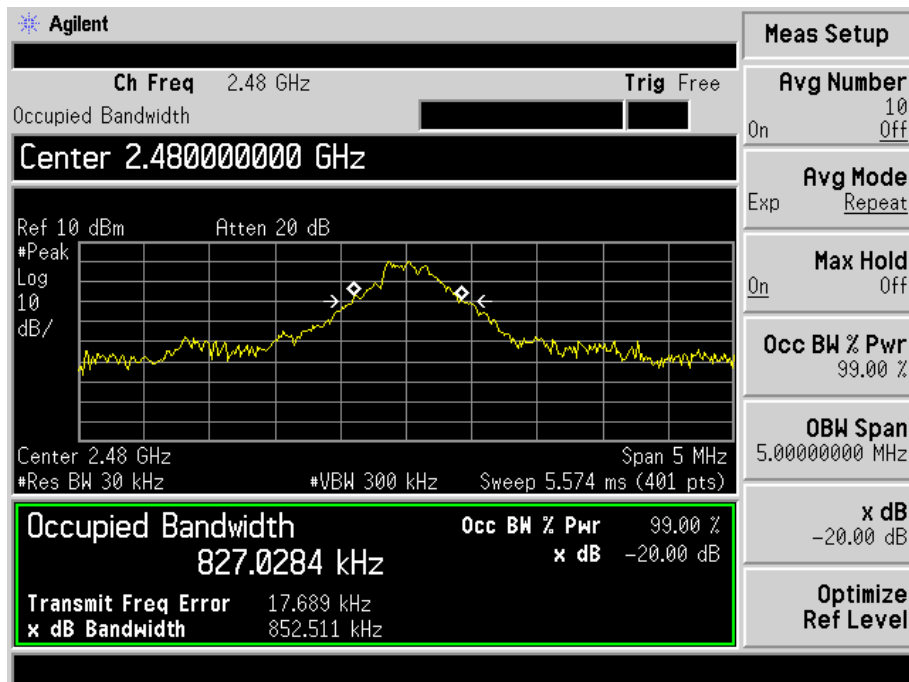 Agilent
Ch Freq 2.48 GHz Trig Free
Occupied Bandwidth
Center 2.480000000 GHz
Ref 10 dBm Atten 20 dB
#Peak
Log
10
dB/
Center 2.48 GHz Span 5 MHz
#Res BW 30 kHz #VBW 300 kHz Sweep 5.574 ms (401 pts)
Occupied Bandwidth Occ BW % Pwr 99.00 %
827.0284 kHz x dB -20.00 dB
Transmit Freq Error 17.689 kHz
x dB Bandwidth 852.511 kHz
Meas Setup
Avg Number
10
On Off
Avg Mode
Exp Repeat
Max Hold
On Off
Occ BW % Pwr
99.00 %
OBW Span
5.00000000 MHz
x dB
-20.00 dB
Optimize
Ref Level